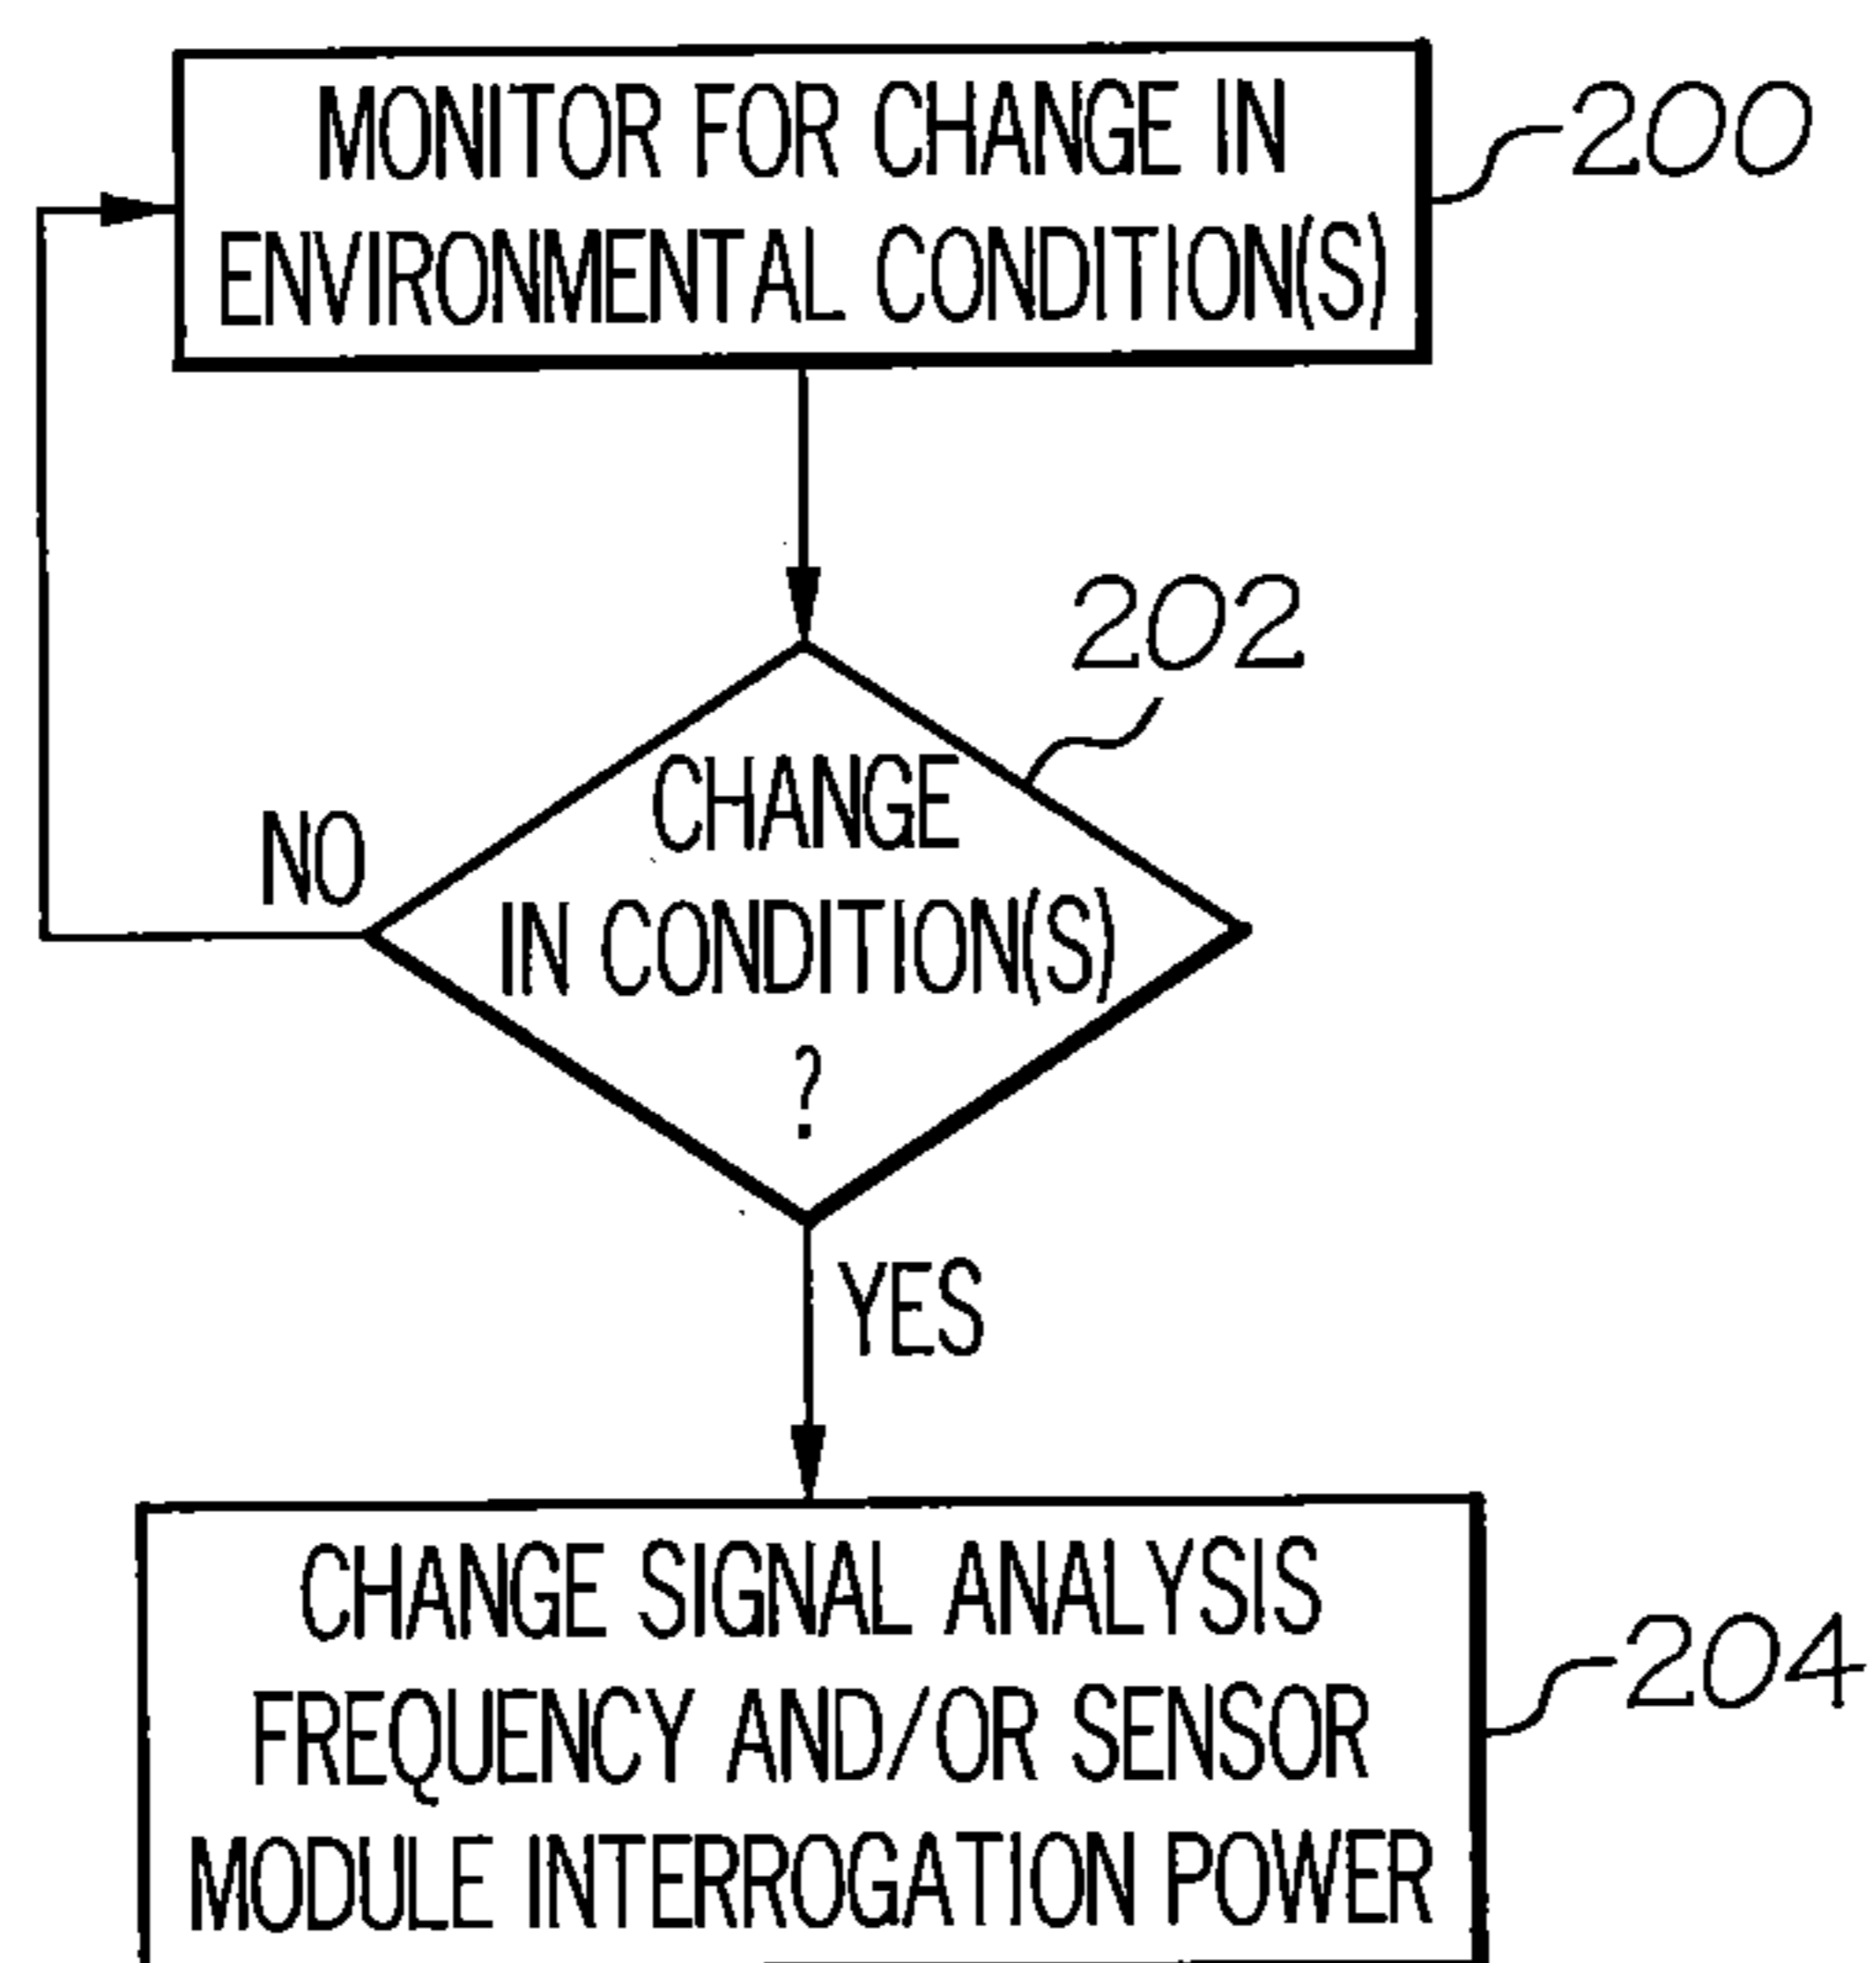 MONITOR FOR CHANGE IN
ENVIRONMENTAL CONDITION(S)
200
202
CHANGE
IN CONDITION(S)
?
NO
YES
CHANGE SIGNAL ANALYSIS
FREQUENCY AND/OR SENSOR
MODULE INTERROGATION POWER
204